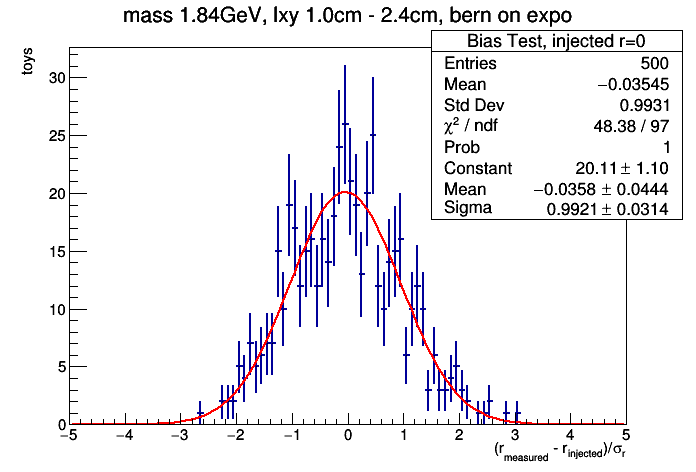 mass 1.84GeV, lxy 1.0cm - 2.4cm, bern on expo
toys
Bias Test, injected r=0
Entries 500
Mean −0.03545
Std Dev 0.9931
χ² / ndf 48.38 / 97
Prob 1
Constant 20.11 ± 1.10
Mean −0.0358 ± 0.0444
Sigma 0.9921 ± 0.0314
30
25
20
15
10
5
0
−5 −4 −3 −2 −1 0 1 2 3 4 5
(r_measured - r_injected)/σ_r